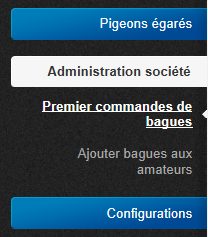 Pigeons égarés
Administration société
Premier commandes de
bagues
Ajouter bagues aux
amateurs
Configurations